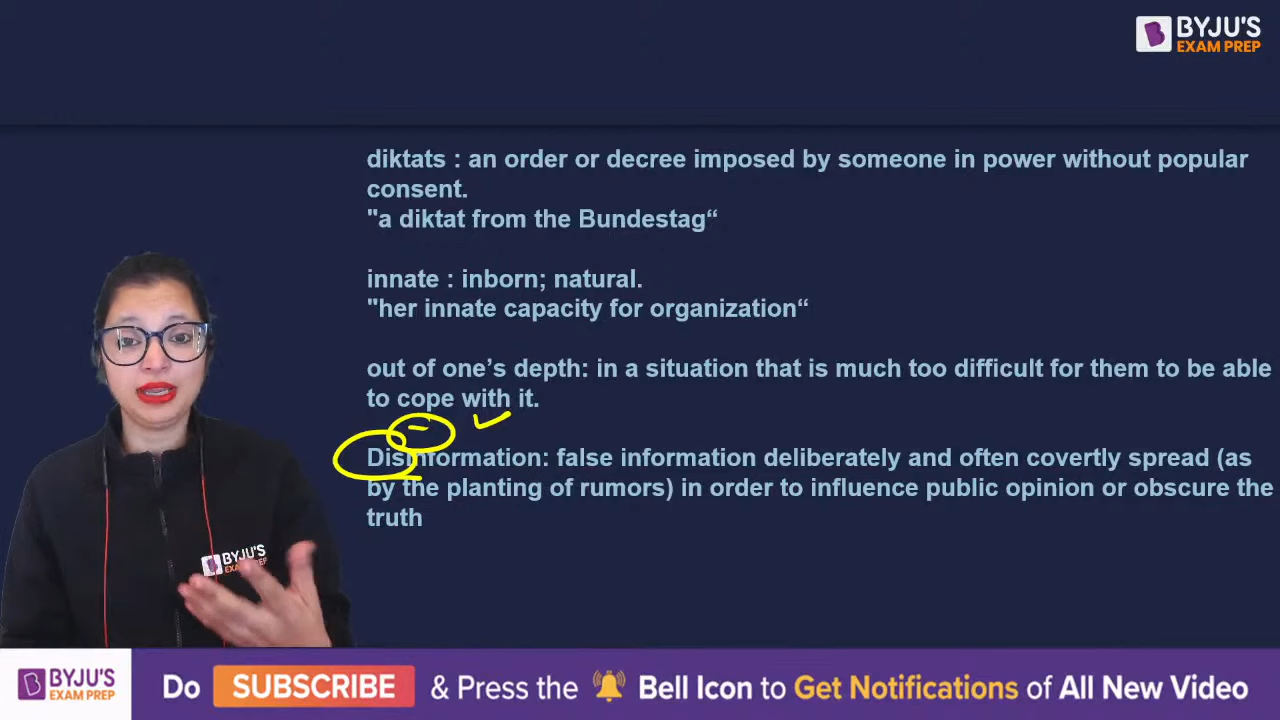 BYJU'S
EXAM PREP
diktats : an order or decree imposed by someone in power without popular
consent.
"a diktat from the Bundestag“
innate : inborn; natural.
"her innate capacity for organization“
out of one’s depth: in a situation that is much too difficult for them to be able
to cope with it.
Disinformation: false information deliberately and often covertly spread (as
by the planting of rumors) in order to influence public opinion or obscure the
truth
BYJU'S
EXAM PREP
BYJU'S
EXAM PREP
Do SUBSCRIBE & Press the Bell Icon to Get Notifications of All New Video